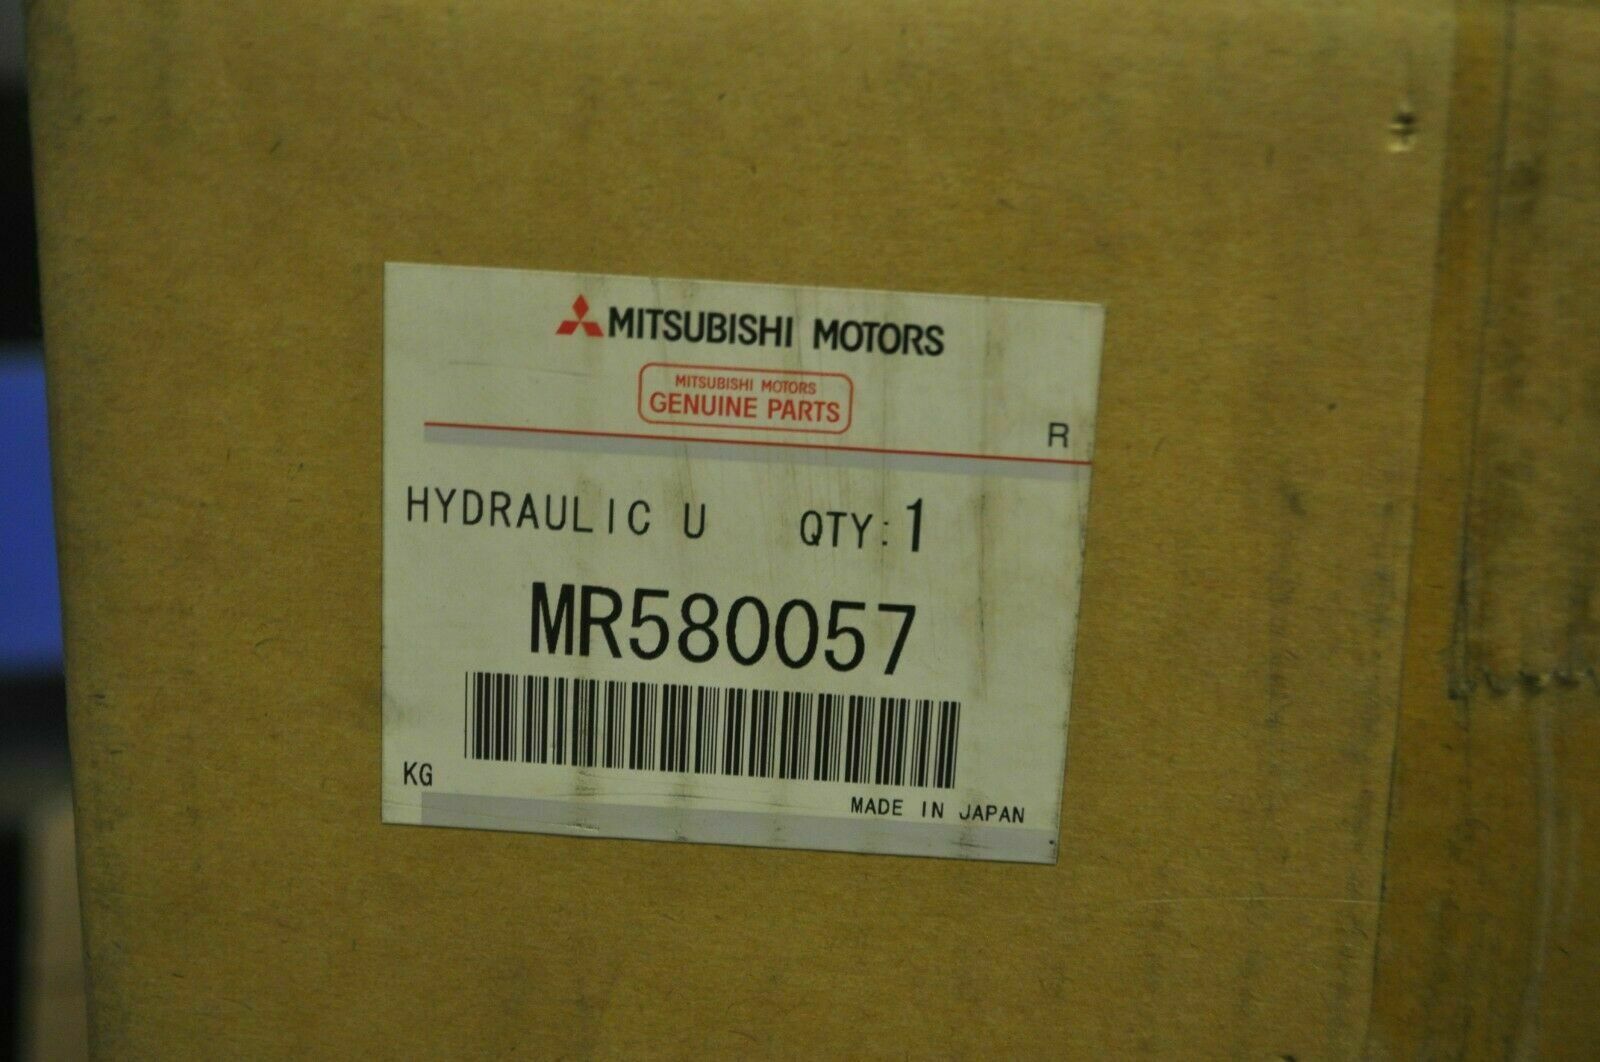 MITSUBISHI MOTORS
MITSUBISHI MOTORS
GENUINE PARTS
R
HYDRAULIC U QTY: 1
MR580057
KG
MADE IN JAPAN